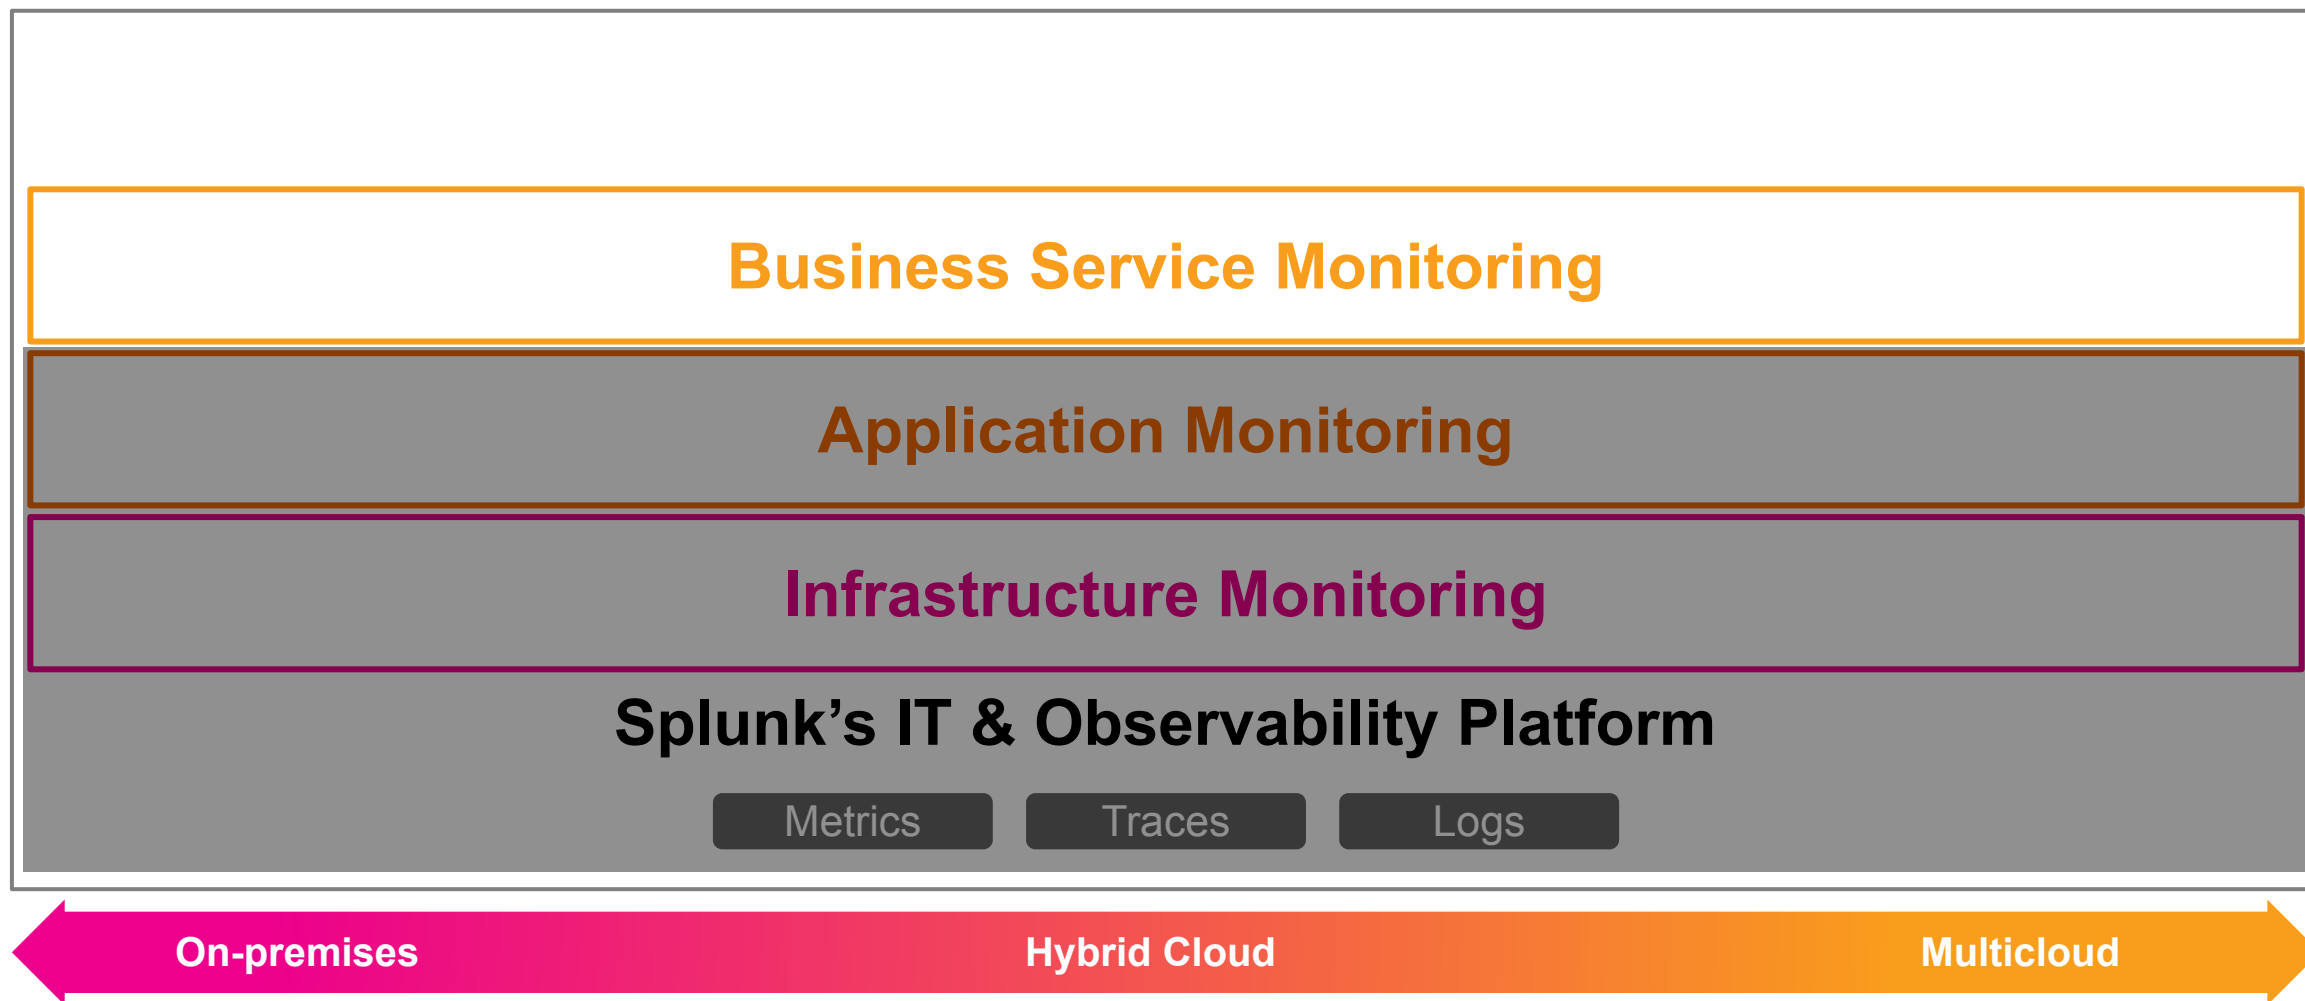 Business Service Monitoring
Application Monitoring
Infrastructure Monitoring
Splunk’s IT & Observability Platform
Metrics Traces Logs
On-premises Hybrid Cloud Multicloud